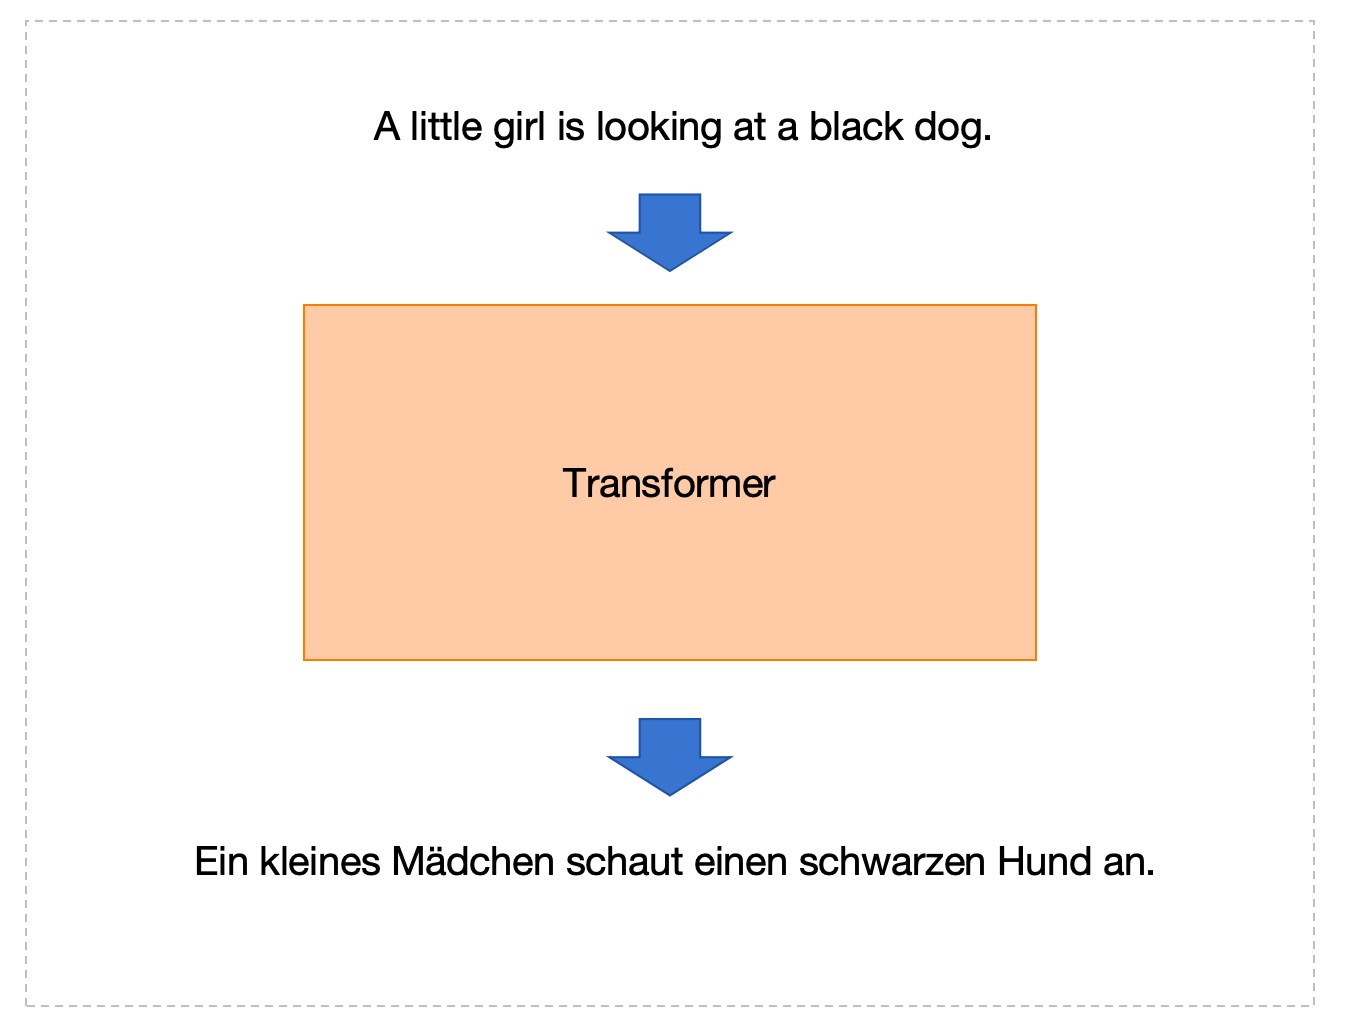 A little girl is looking at a black dog.
Transformer
Ein kleines Mädchen schaut einen schwarzen Hund an.